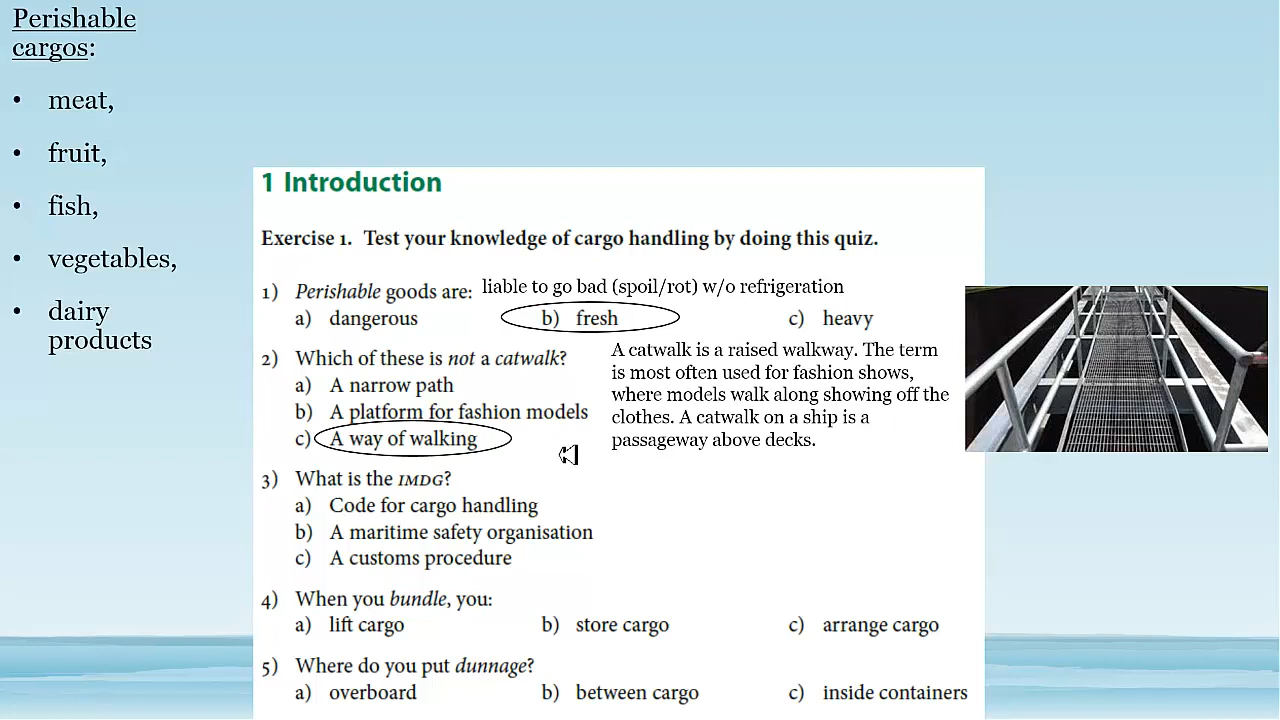 Perishable
cargos:
• meat,
• fruit,
• fish,
• vegetables,
• dairy
products
1 Introduction
Exercise 1. Test your knowledge of cargo handling by doing this quiz.
1) Perishable goods are: liable to go bad (spoil/rot) w/o refrigeration
a) dangerous b) fresh c) heavy
2) Which of these is not a catwalk?
a) A narrow path
b) A platform for fashion models
c) A way of walking
A catwalk is a raised walkway. The term
is most often used for fashion shows,
where models walk along showing off the
clothes. A catwalk on a ship is a
passageway above decks.
3) What is the IMDG?
a) Code for cargo handling
b) A maritime safety organisation
c) A customs procedure
4) When you bundle, you:
a) lift cargo b) store cargo c) arrange cargo
5) Where do you put dunnage?
a) overboard b) between cargo c) inside containers